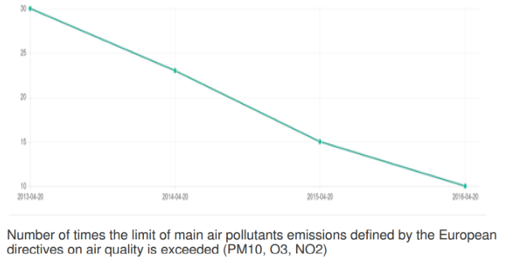 30
25
20
15
10
2013-04-20 2014-04-20 2015-04-20 2016-04-20
Number of times the limit of main air pollutants emissions defined by the European
directives on air quality is exceeded (PM10, O3, NO2)